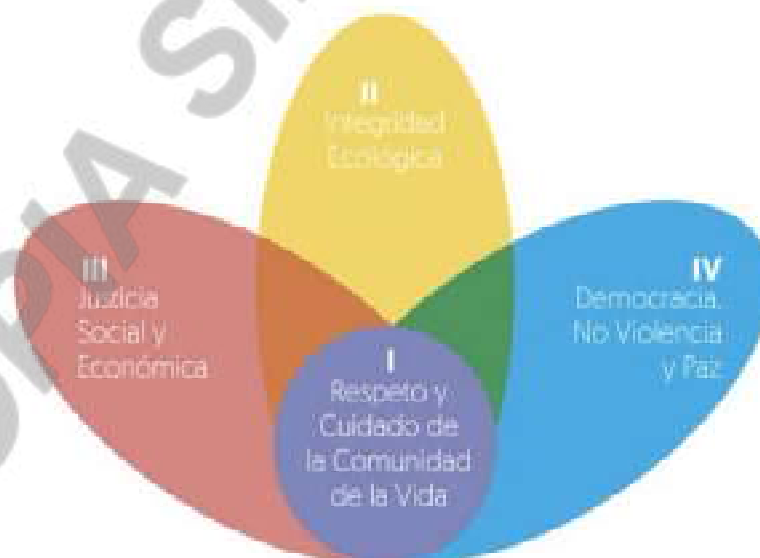 II
Integridad
Ecológica
III
Justicia
Social y
Económica
IV
Democracia,
No Violencia
y Paz
I
Respeto y
Cuidado de
la Comunidad
de la Vida